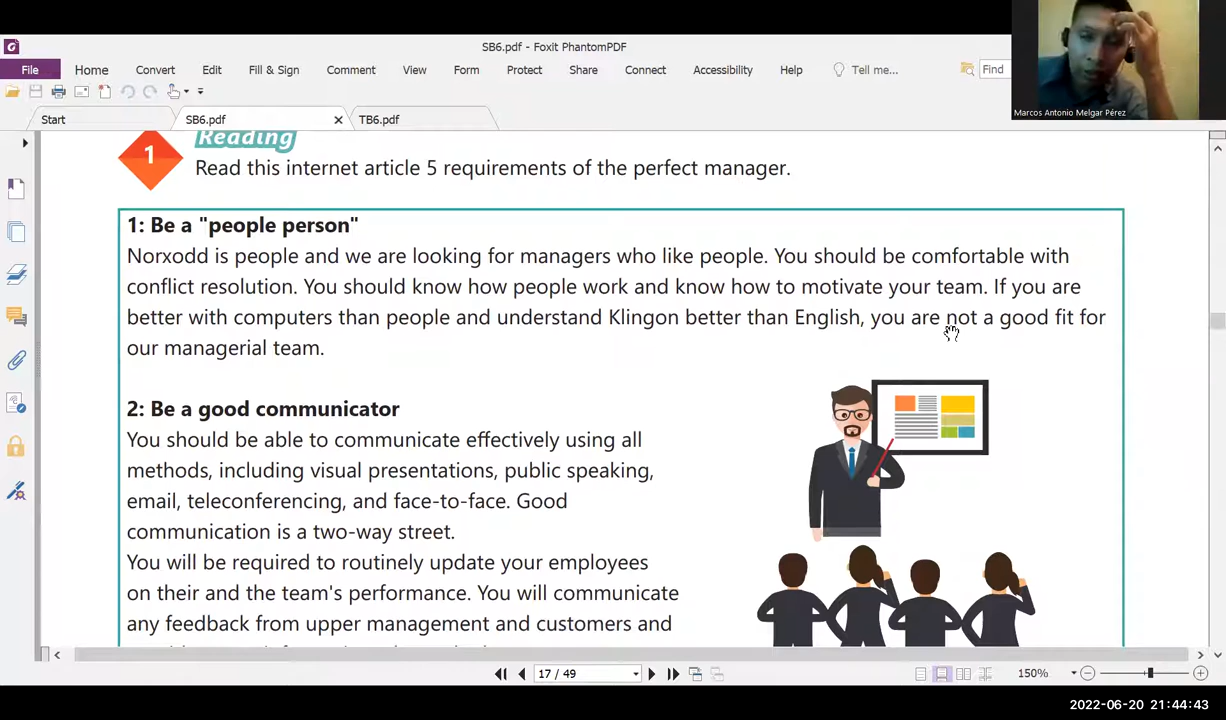 SB6.pdf - Foxit PhantomPDF
File Home Convert Edit Fill & Sign Comment View Form Protect Share Connect Accessibility Help Tell me... Find
Marcos Antonio Melgar Pérez
Start SB6.pdf TB6.pdf
Reading
1
Read this internet article 5 requirements of the perfect manager.
1: Be a "people person"
Norxodd is people and we are looking for managers who like people. You should be comfortable with
conflict resolution. You should know how people work and know how to motivate your team. If you are
better with computers than people and understand Klingon better than English, you are not a good fit for
our managerial team.
2: Be a good communicator
You should be able to communicate effectively using all
methods, including visual presentations, public speaking,
email, teleconferencing, and face-to-face. Good
communication is a two-way street.
You will be required to routinely update your employees
on their and the team's performance. You will communicate
any feedback from upper management and customers and
17 / 49
150%
2022-06-20 21:44:43